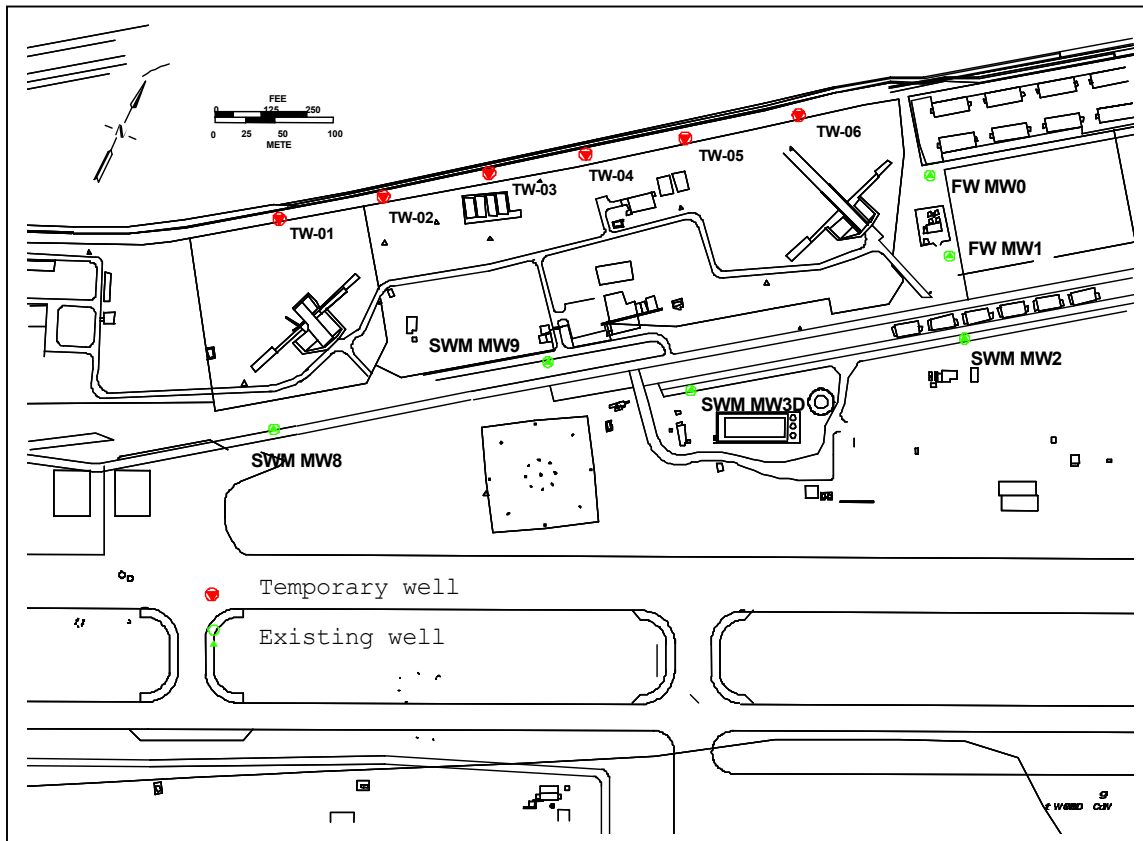 N
FEE
0 125 250
0 25 50 100
METE
TW-06
TW-05
TW-04
TW-03
TW-02
TW-01
FW MW0
FW MW1
SWM MW9
SWM MW2
SWM MW3D
SWM MW8
Temporary well
Existing well